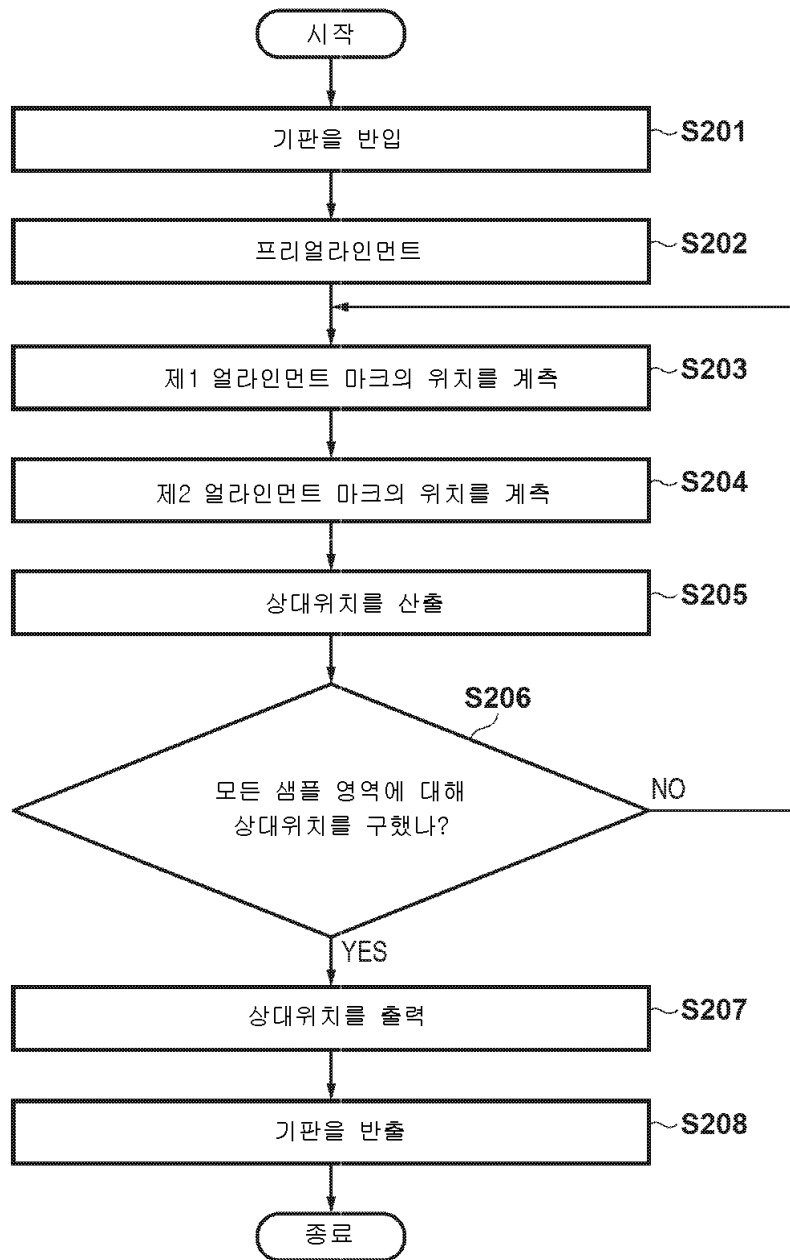 시작
기판을 반입
S201
프리얼라인먼트
S202
제1 얼라인먼트 마크의 위치를 계측
S203
제2 얼라인먼트 마크의 위치를 계측
S204
상대위치를 산출
S205
S206
모든 샘플 영역에 대해
상대위치를 구했나?
NO
YES
상대위치를 출력
S207
기판을 반출
S208
종료